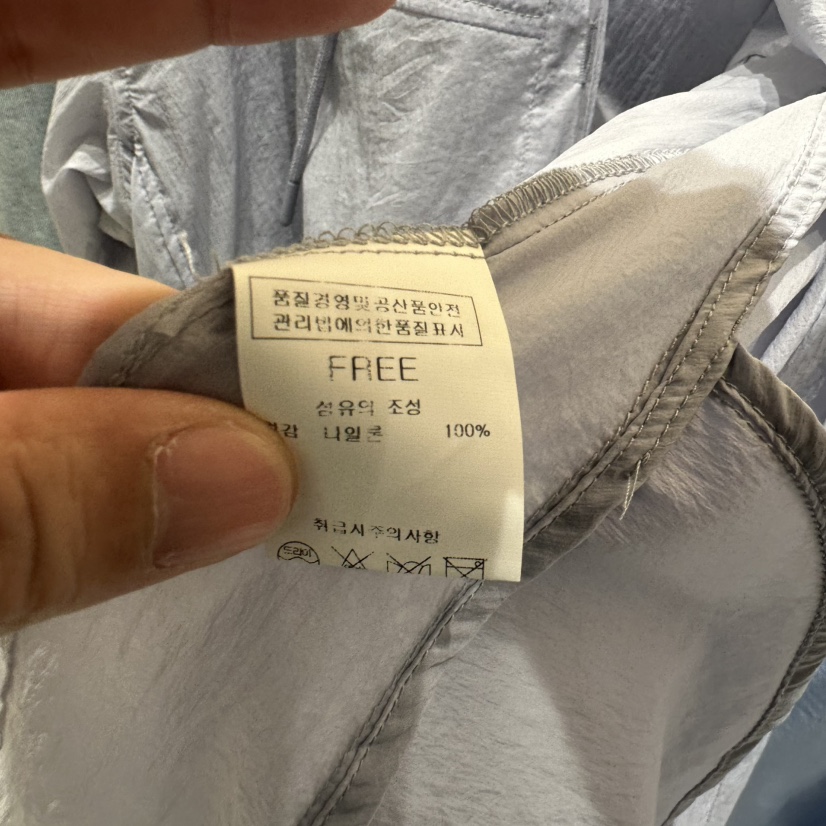 품질경영및공산품안전
관리법에의한품질표시
FREE
섬유의 조성
겉감 나일론 100%
취급시주의사항
드라이